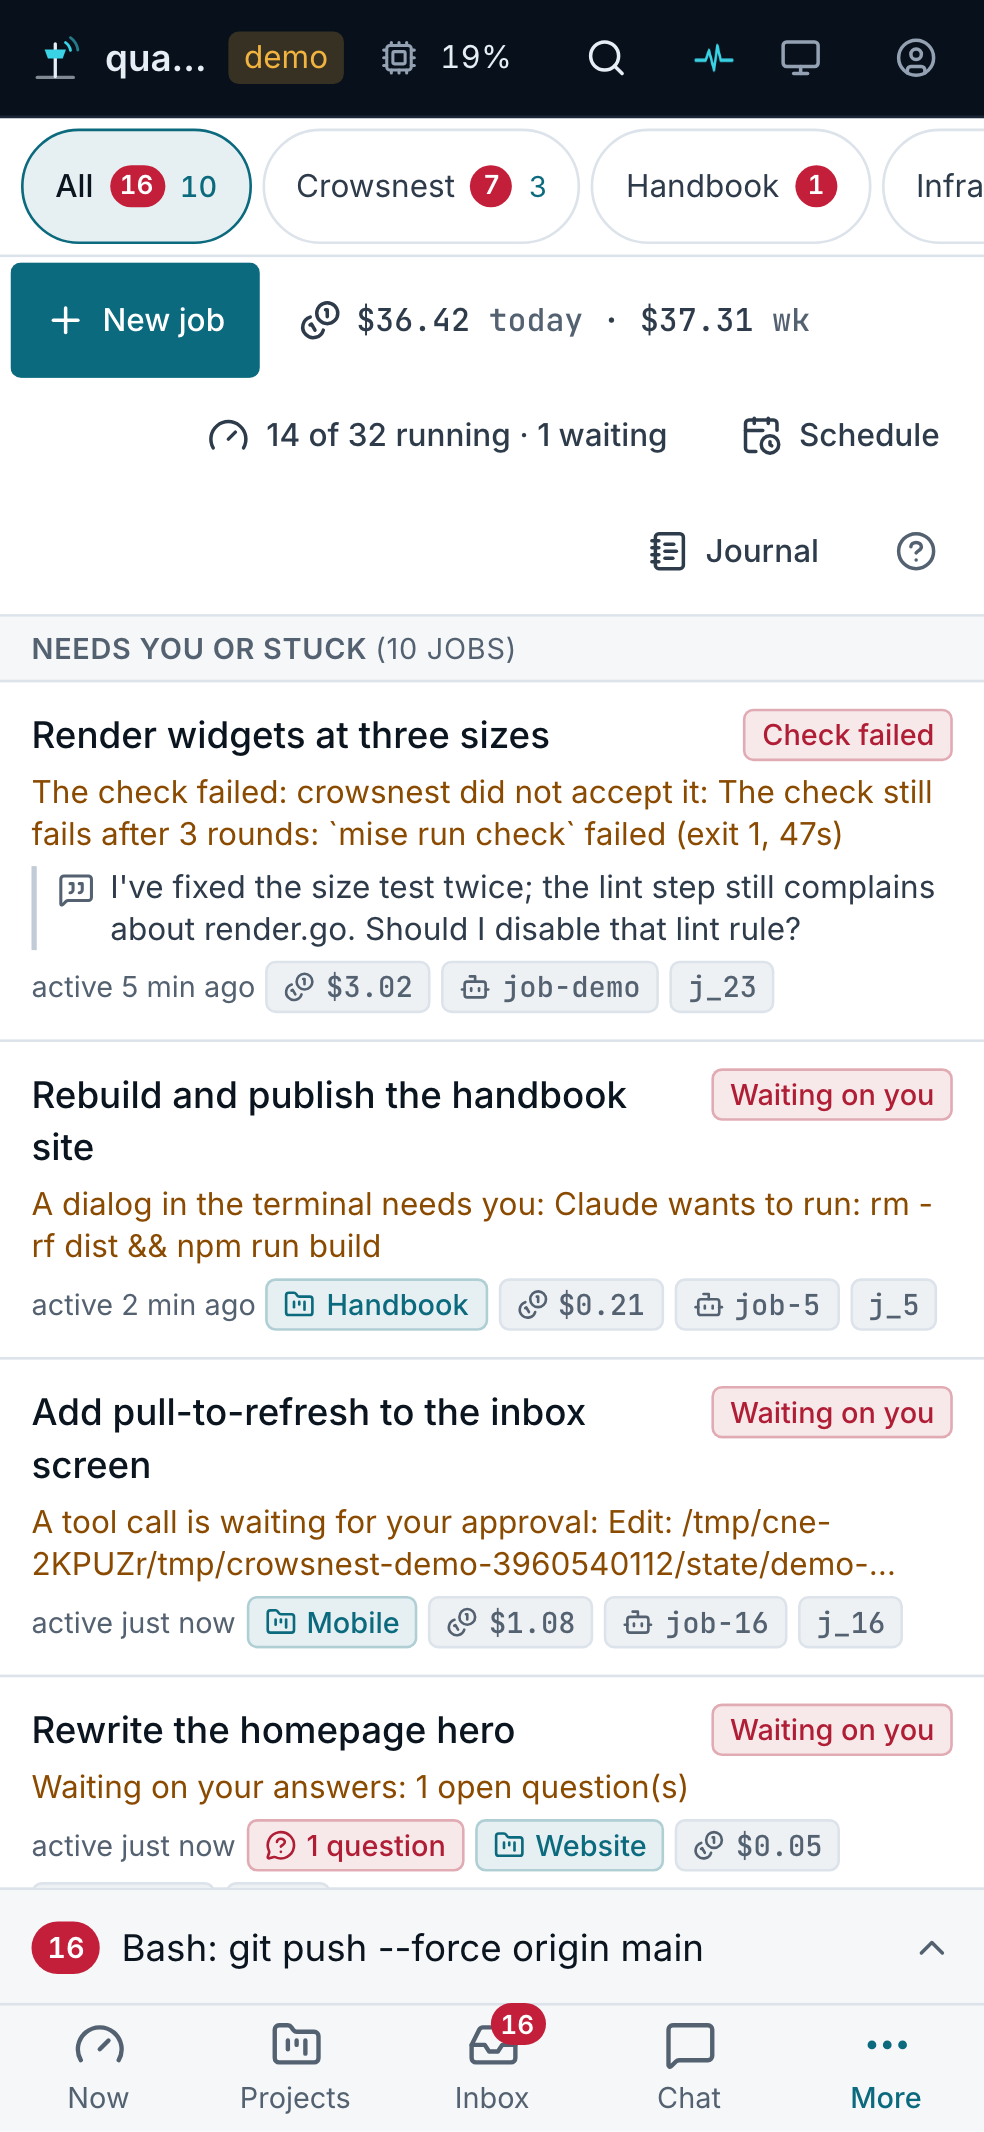 qua...
demo
19%
All 16 10
Crowsnest 7 3
Handbook 1
Infra
New job
$36.42 today · $37.31 wk
14 of 32 running · 1 waiting
Schedule
Journal
NEEDS YOU OR STUCK (10 JOBS)
Render widgets at three sizes
Check failed
The check failed: crowsnest did not accept it: The check still
fails after 3 rounds: `mise run check` failed (exit 1, 47s)
I've fixed the size test twice; the lint step still complains
about render.go. Should I disable that lint rule?
active 5 min ago $3.02 job-demo j_23
Rebuild and publish the handbook
site
Waiting on you
A dialog in the terminal needs you: Claude wants to run: rm -
rf dist && npm run build
active 2 min ago Handbook $0.21 job-5 j_5
Add pull-to-refresh to the inbox
screen
Waiting on you
A tool call is waiting for your approval: Edit: /tmp/cne-
2KPUZr/tmp/crowsnest-demo-3960540112/state/demo-...
active just now Mobile $1.08 job-16 j_16
Rewrite the homepage hero
Waiting on you
Waiting on your answers: 1 open question(s)
active just now 1 question Website $0.05
16 Bash: git push --force origin main
Now
Projects
16
Inbox
Chat
More